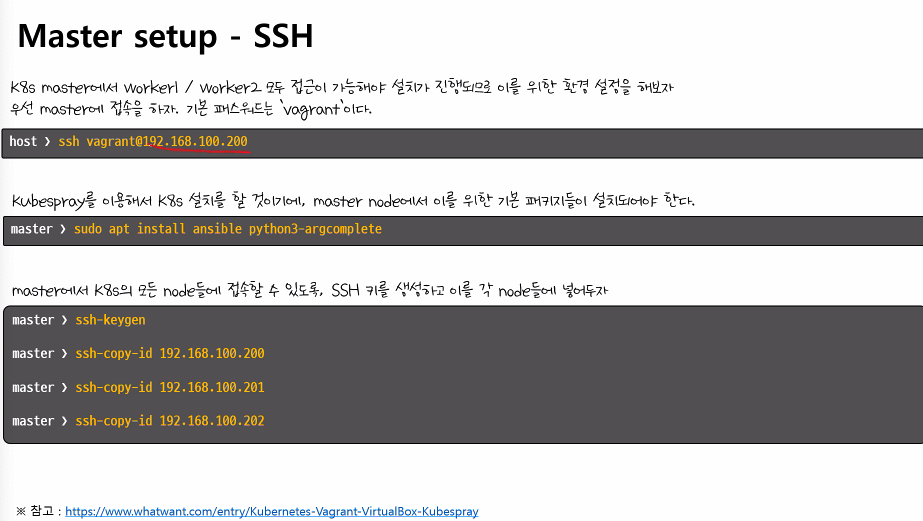 Master setup - SSH
K8s master에서 worker1 / worker2 모두 접근이 가능해야 설치가 진행되므로 이를 위한 환경 설정을 해보자
우선 master에 접속을 하자. 기본 패스워드는 'vagrant'이다.
host ❯ ssh vagrant@192.168.100.200
Kubespray를 이용해서 K8s 설치를 할 것이기에, master node에서 이를 위한 기본 패키지들이 설치되어야 한다.
master ❯ sudo apt install ansible python3-argcomplete
master에서 K8s의 모든 node들에 접속할 수 있도록, SSH 키를 생성하고 이를 각 node들에 넣어두자
master ❯ ssh-keygen
master ❯ ssh-copy-id 192.168.100.200
master ❯ ssh-copy-id 192.168.100.201
master ❯ ssh-copy-id 192.168.100.202
※ 참고 : https://www.whatwant.com/entry/Kubernetes-Vagrant-VirtualBox-Kubespray